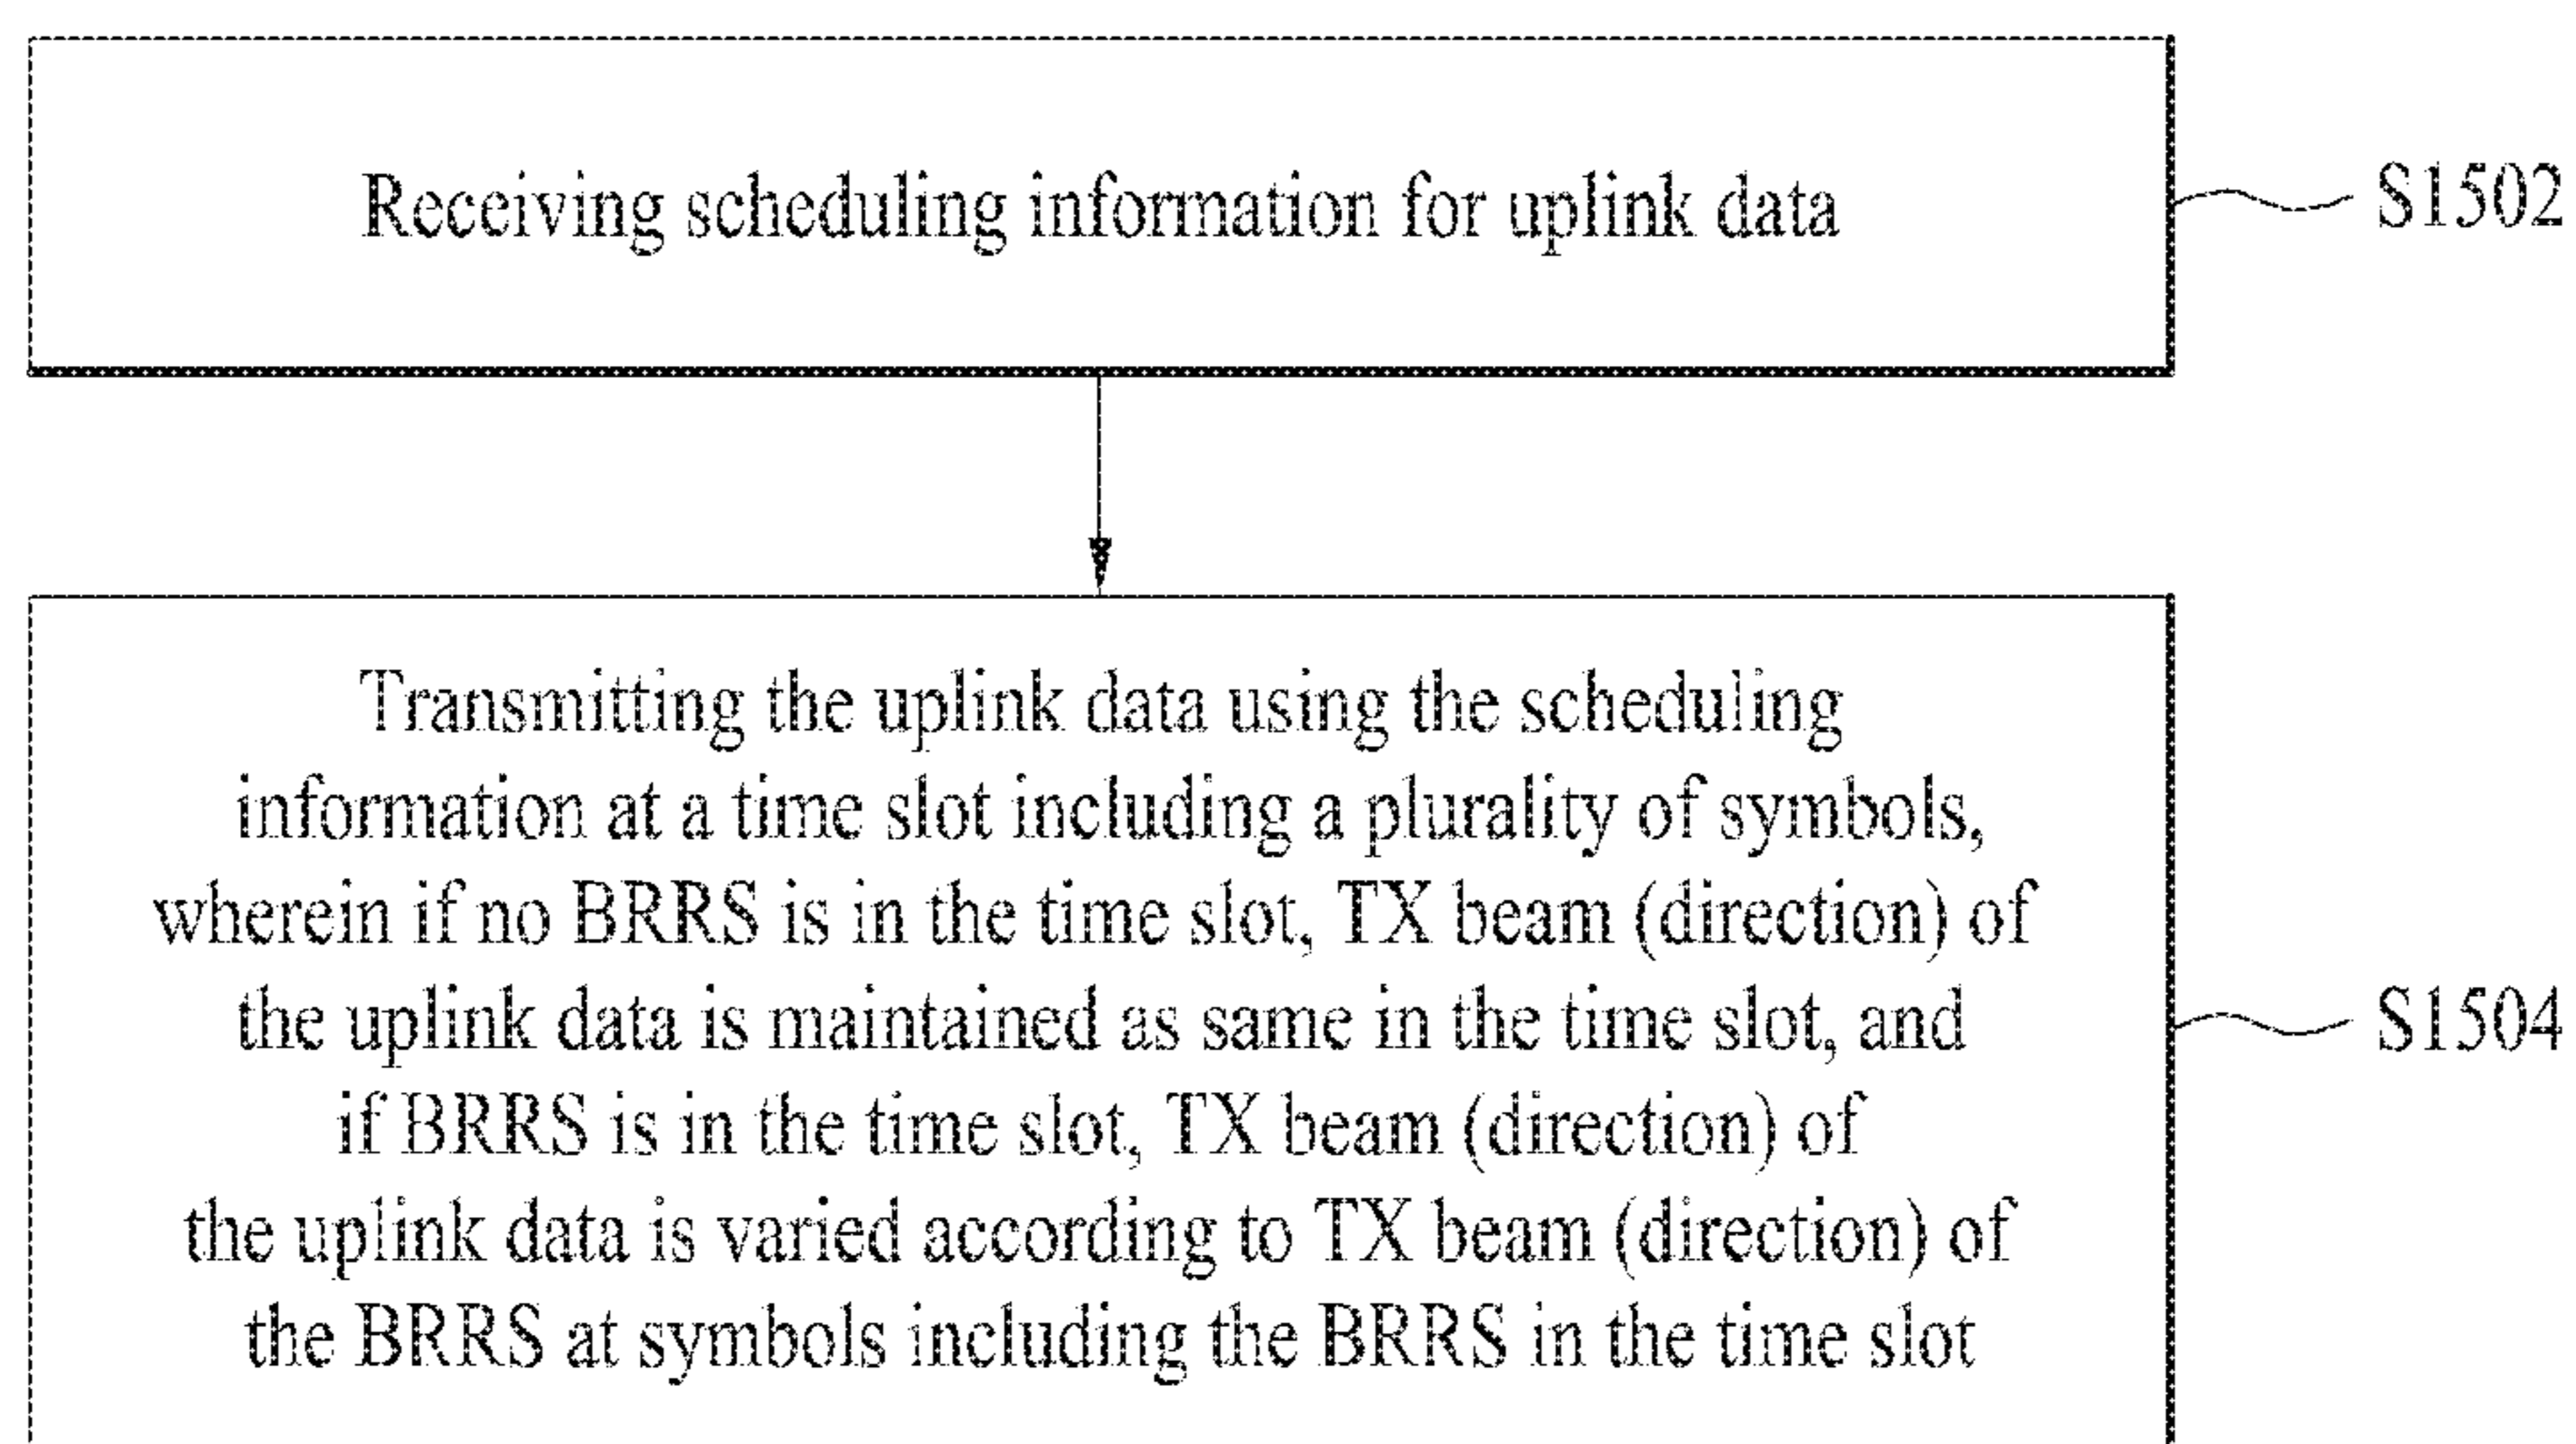 Receiving scheduling information for uplink data
S1502
Transmitting the uplink data using the scheduling
information at a time slot including a plurality of symbols,
wherein if no BRRS is in the time slot, TX beam (direction) of
the uplink data is maintained as same in the time slot, and
if BRRS is in the time slot, TX beam (direction) of
the uplink data is varied according to TX beam (direction) of
the BRRS at symbols including the BRRS in the time slot
S1504